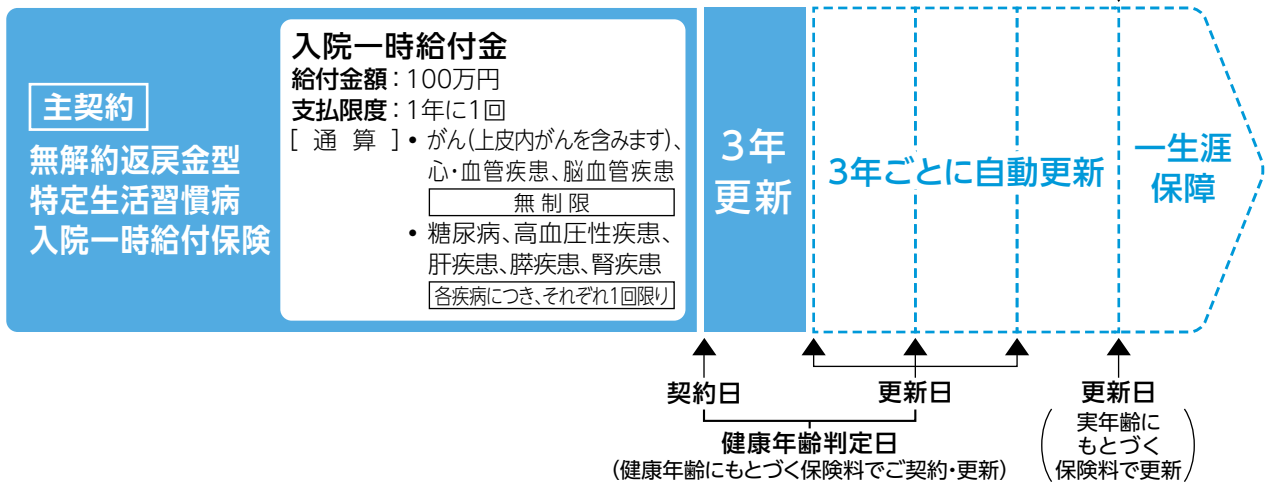 主契約
無解約返戻金型
特定生活習慣病
入院一時給付保険
入院一時給付金
給付金額：100万円
支払限度：1年に1回
[通算]• がん(上皮内がんを含みます)、
心・血管疾患、脳血管疾患
無制限
• 糖尿病、高血圧性疾患、
肝疾患、膵疾患、腎疾患
各疾病につき、それぞれ1回限り
3年
更新
3年ごとに自動更新
一生涯
保障
契約日
更新日
更新日
(実年齢に
もとづく
保険料で更新)
健康年齢判定日
(健康年齢にもとづく保険料でご契約・更新)